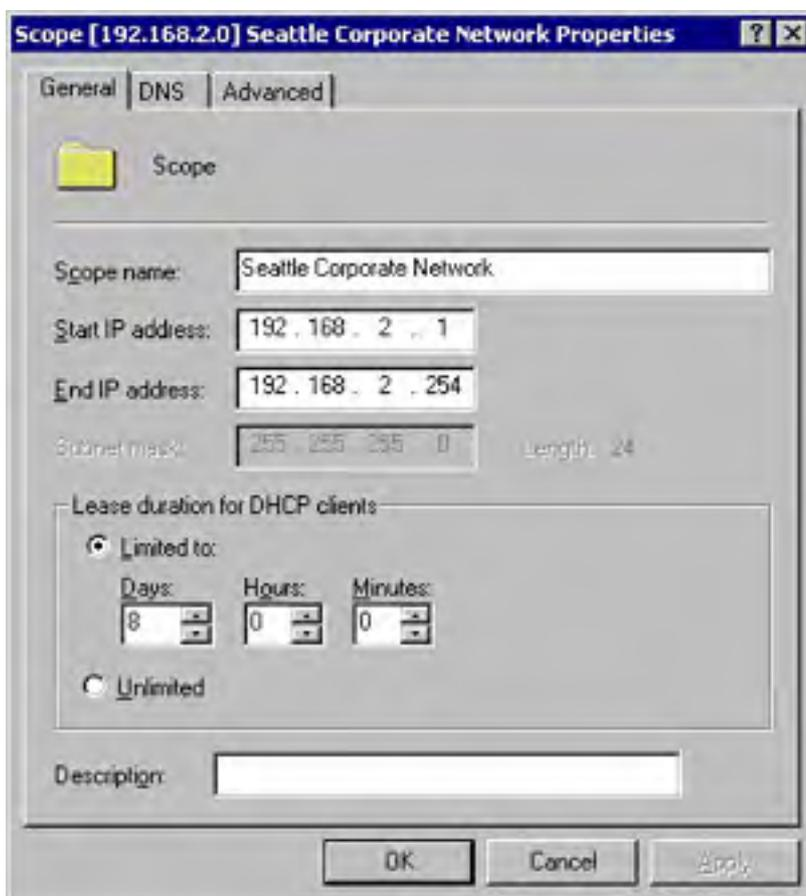 Scope [192.168.2.0] Seattle Corporate Network Properties ? ×
General DNS Advanced
Scope
Scope name: Seattle Corporate Network
Start IP address: 192 . 168 . 2 . 1
End IP address: 192 . 168 . 2 . 254
Subnet mask: 255 . 255 . 255 . 0 Length: 24
Lease duration for DHCP clients
Limited to:
Days: Hours: Minutes:
8 0 0
Unlimited
Description:
OK Cancel Apply